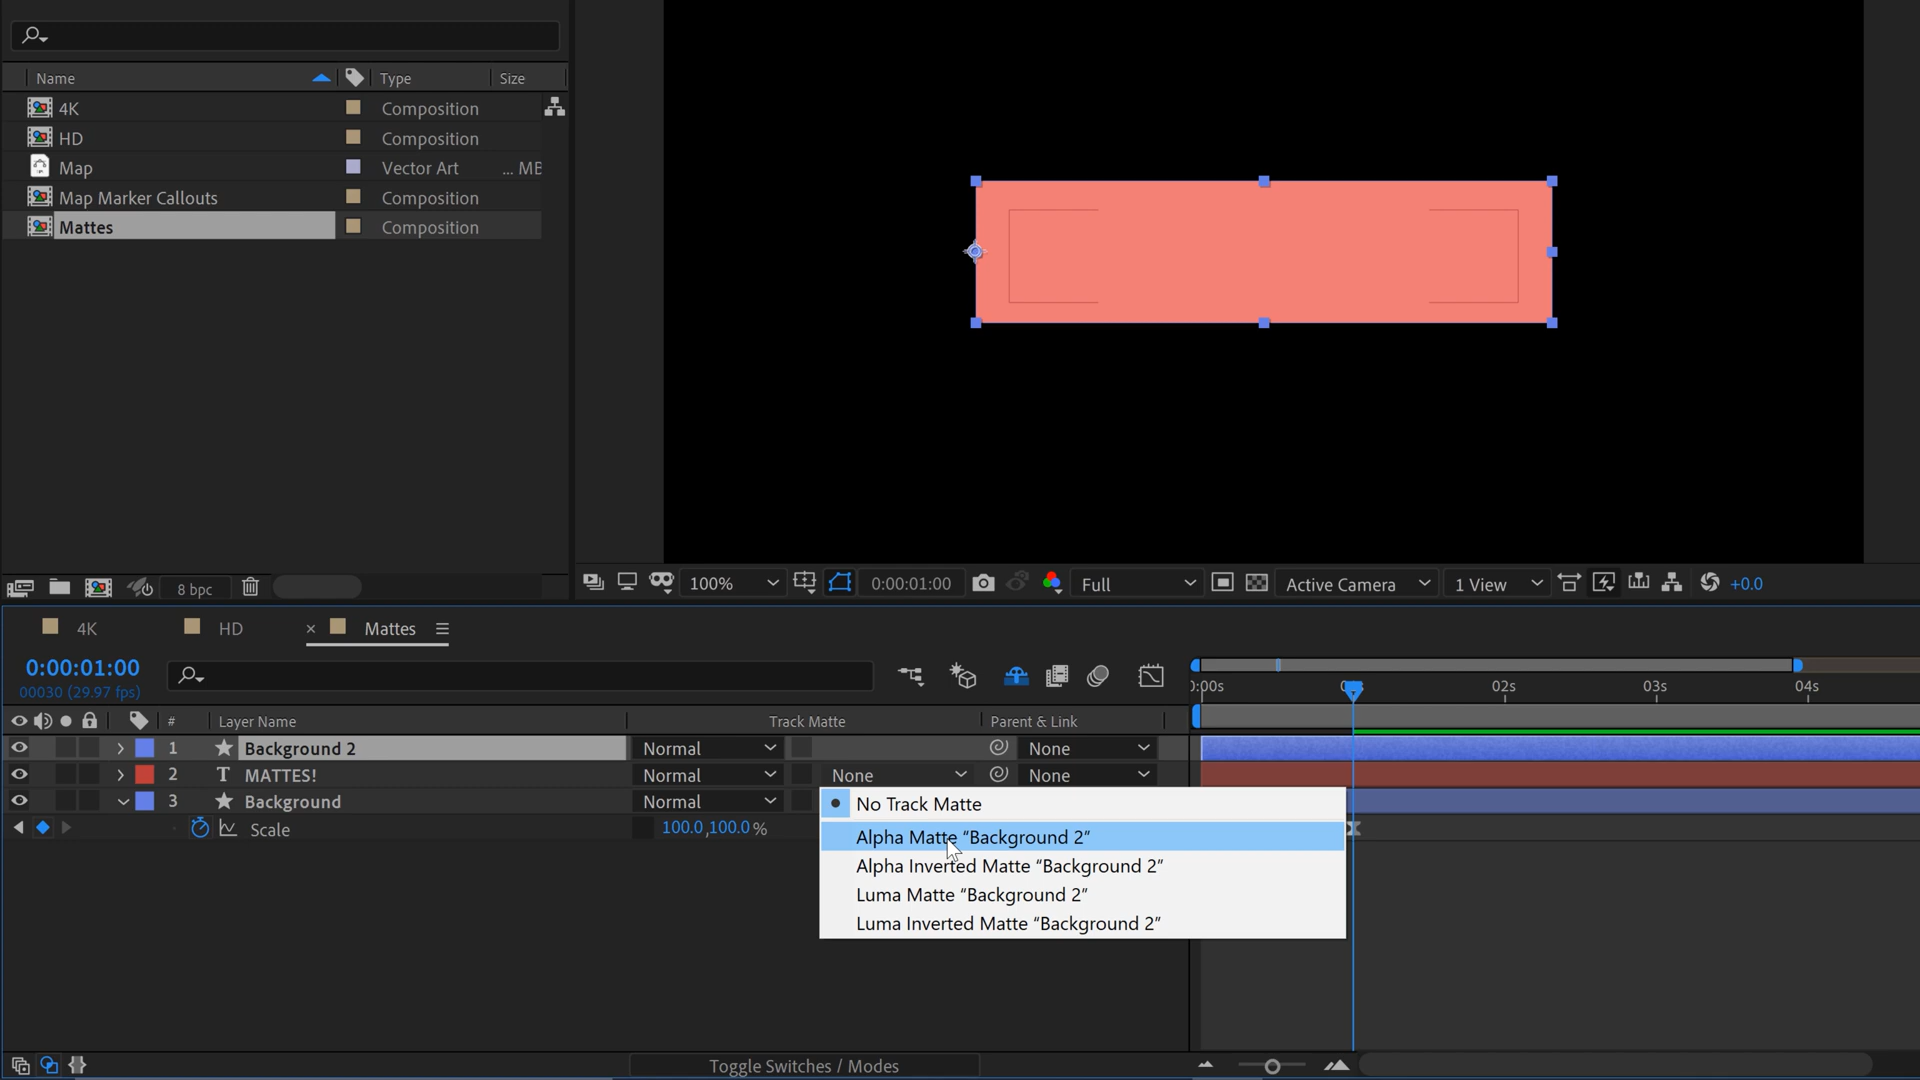 Name Type Size
4K Composition
HD Composition
Map Vector Art ... MB
Map Marker Callouts Composition
Mattes Composition
8 bpc
100% 0:00:01:00 Full Active Camera 1 View +0.0
4K HD × Mattes
0:00:01:00
00030 (29.97 fps)
0:00s 02s 03s 04s
# Layer Name Track Matte Parent & Link
1 Background 2 Normal None
2 T MATTES! Normal None None
3 Background Normal
Scale 100.0,100.0 %
No Track Matte
Alpha Matte “Background 2”
Alpha Inverted Matte “Background 2”
Luma Matte “Background 2”
Luma Inverted Matte “Background 2”
Toggle Switches / Modes